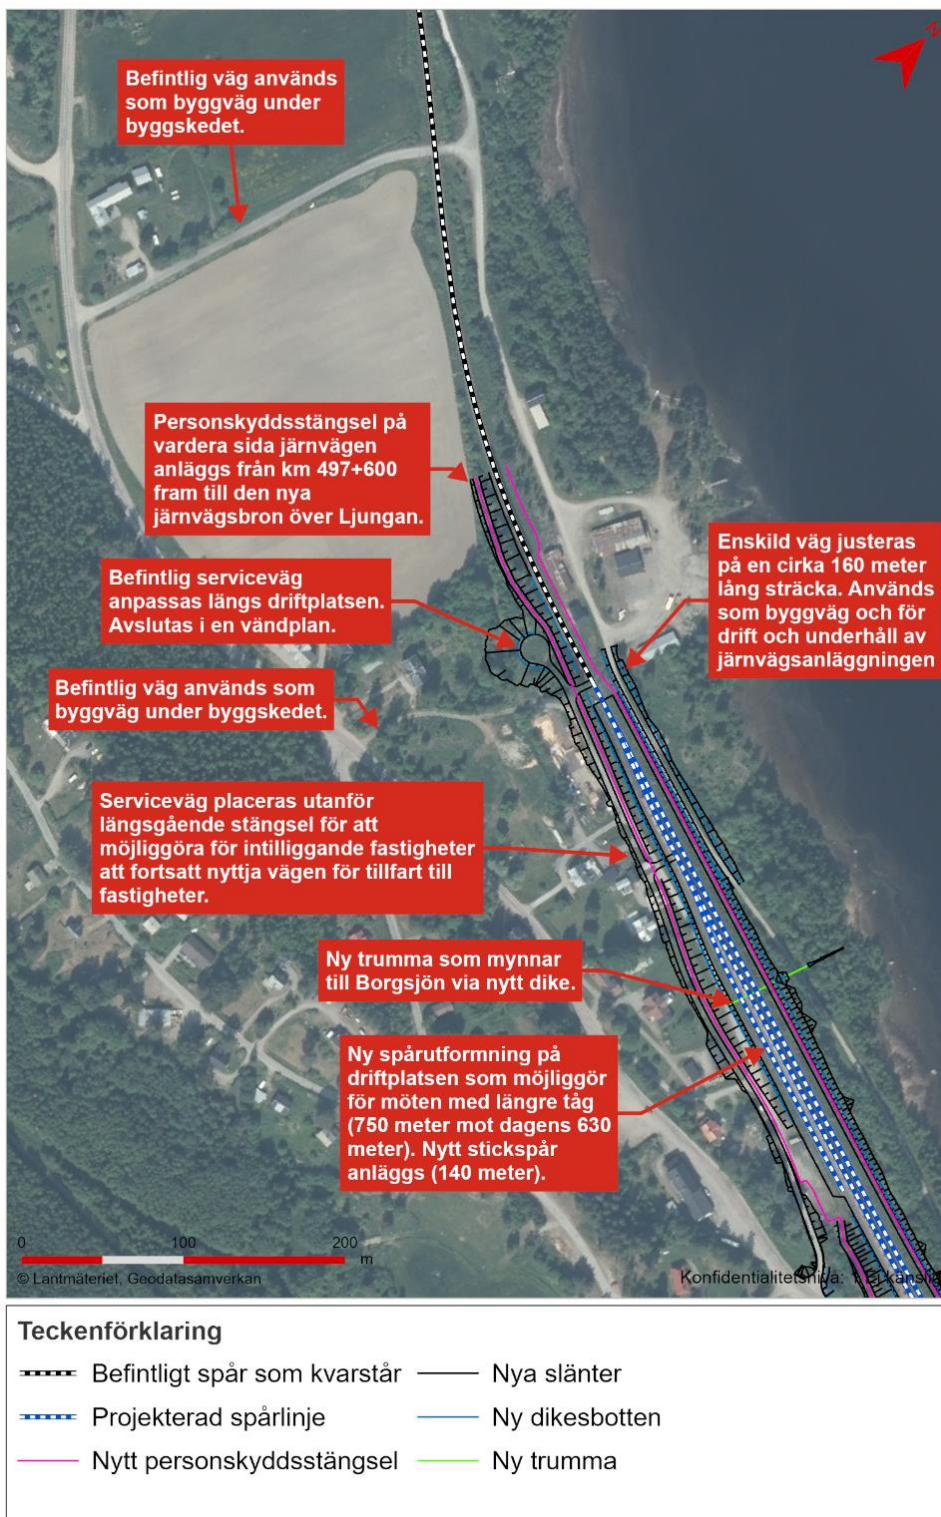 N
Befintlig väg används
som byggväg under
byggskedet.
Personskyddsstängsel på
vardera sida järnvägen
anläggs från km 497+600
fram till den nya
järnvägsbron över Ljungan.
Enskild väg justeras
på en cirka 160 meter
lång sträcka. Används
som byggväg och för
drift och underhåll av
järnvägsanläggningen
Befintlig serviceväg
anpassas längs driftplatsen.
Avslutas i en vändplan.
Befintlig väg används som
byggväg under byggskedet.
Serviceväg placeras utanför
längsgående stängsel för att
möjliggöra för intilliggande fastigheter
att fortsatt nyttja vägen för tillfart till
fastigheter.
Ny trumma som mynnar
till Borgsjön via nytt dike.
Ny spårutformning på
driftplatsen som möjliggör
för möten med längre tåg
(750 meter mot dagens 630
meter). Nytt stickspår
anläggs (140 meter).
0 100 200
m
© Lantmäteriet, Geodatasamverkan
Konfidentialitetsnivå:
Teckenförklaring
Befintligt spår som kvarstår
Projekterad spårlinje
Nytt personskyddsstängsel
Nya slänter
Ny dikesbotten
Ny trumma